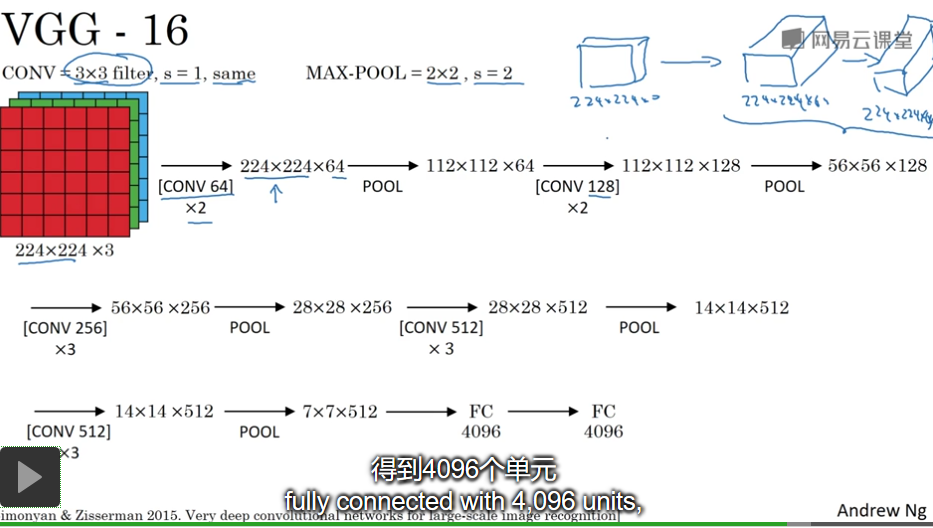 VGG - 16
网易云课堂
CONV = 3×3 filter, s = 1, same
MAX-POOL = 2×2 , s = 2
224×224×3
224×224
224×224
224×224×64
112×112 ×64
112×112 ×128
56×56 ×128
[CONV 64]
×2
POOL
[CONV 128]
×2
POOL
224×224 ×3
56×56 ×256
28×28 ×256
28×28 ×512
14×14×512
[CONV 256]
×3
POOL
[CONV 512]
× 3
POOL
14×14 ×512
7×7×512
FC
4096
FC
4096
[CONV 512]
×3
POOL
得到4096个单元
fully connected with 4,096 units,
imonyan & Zisserman 2015. Very deep convolutional networks for large-scale image recognition]
Andrew Ng